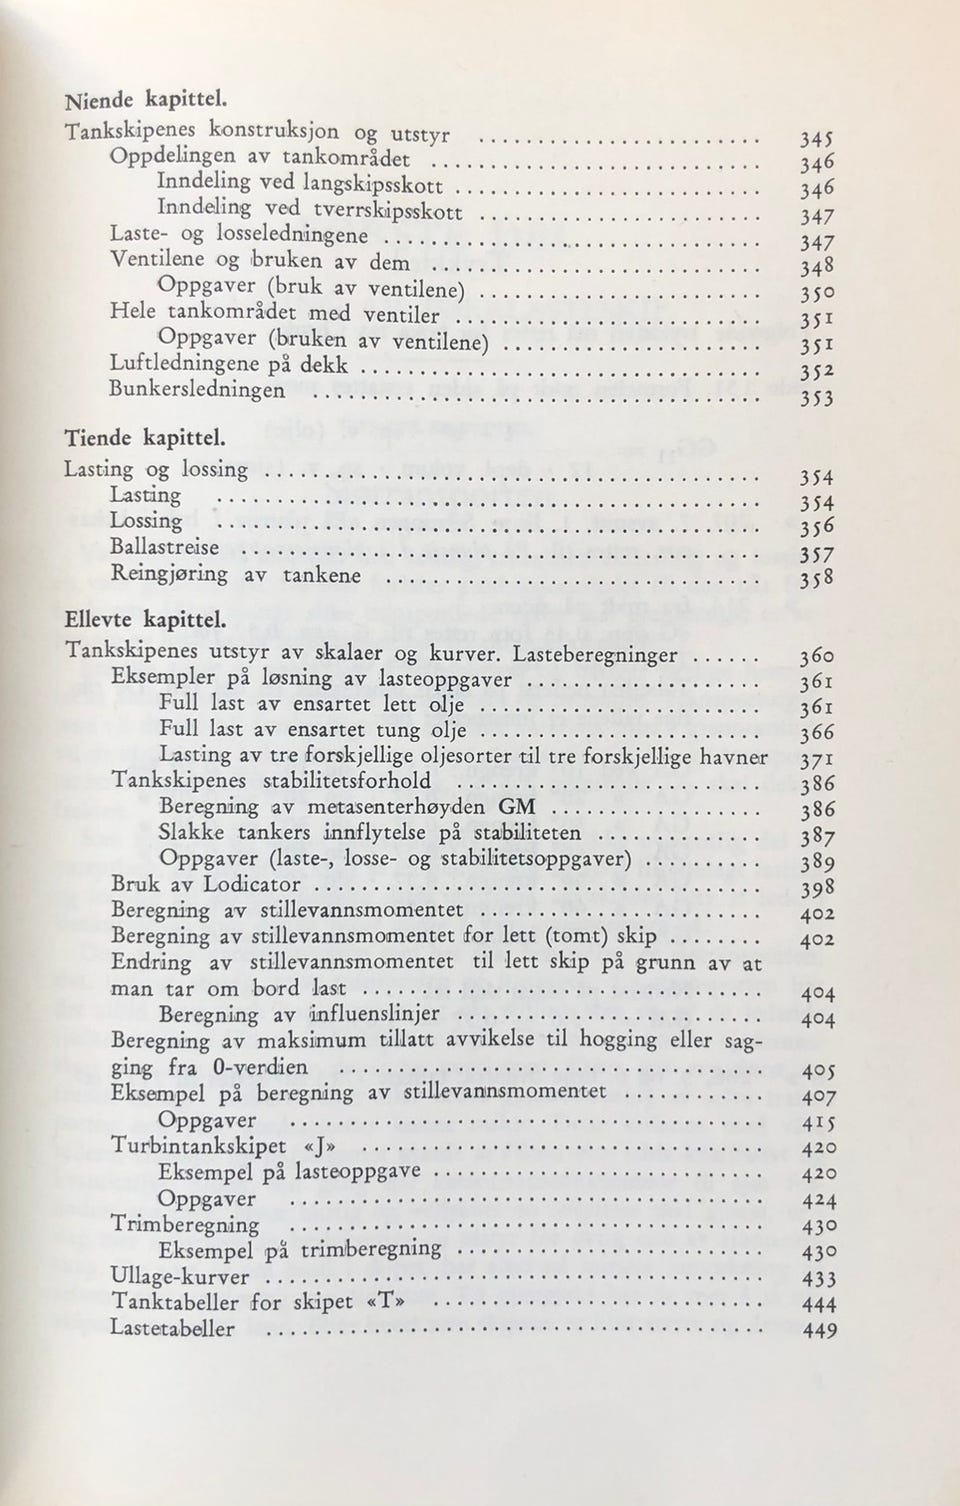 Niende kapittel.
Tankskipenes konstruksjon og utstyr ........................ 345
Oppdelingen av tankområdet ............................ 346
Inndeling ved langskipsskott .......................... 346
Inndeling ved tverrskipsskott ........................ 347
Laste- og losseledningene ................................ 347
Ventilene og bruken av dem ............................ 348
Oppgaver (bruk av ventilene) ........................ 350
Hele tankområdet med ventiler .......................... 351
Oppgaver (bruken av ventilene) ...................... 351
Luftledningene på dekk .................................. 352
Bunkersledningen ...................................... 353
Tiende kapittel.
Lasting og lossing .......................................... 354
Lasting .............................................. 354
Lossing .............................................. 356
Ballastreise ............................................ 357
Reingjøring av tankene ................................ 358
Ellevte kapittel.
Tankskipenes utstyr av skalaer og kurver. Lasteberegninger ...... 360
Eksempler på løsning av lasteoppgaver .................... 361
Full last av ensartet lett olje ........................ 361
Full last av ensartet tung olje ........................ 366
Lasting av tre forskjellige oljesorter til tre forskjellige havner 371
Tankskipenes stabilitetsforhold .......................... 386
Beregning av metasenterhøyden GM .................. 386
Slakke tankers innflytelse på stabiliteten .............. 387
Oppgaver (laste-, losse- og stabilitetsoppgaver) .......... 389
Bruk av Lodicator ...................................... 398
Beregning av stillevannsmomentet ........................ 402
Beregning av stillevannsmomentet for lett (tomt) skip ........ 402
Endring av stillevannsmomentet til lett skip på grunn av at
man tar om bord last .................................. 404
Beregning av influenslinjer .......................... 404
Beregning av maksimum tillatt avvikelse til hogging eller sag-
ging fra 0-verdien .................................... 405
Eksempel på beregning av stillevannsmomentet ............ 407
Oppgaver ........................................ 415
Turbintankskipet «J» .................................. 420
Eksempel på lasteoppgave ............................ 420
Oppgaver ........................................ 424
Trimberegning ........................................ 430
Eksempel på trimberegning .......................... 430
Ullage-kurver .......................................... 433
Tanktabeller for skipet «T» ............................ 444
Lastetabeller .......................................... 449